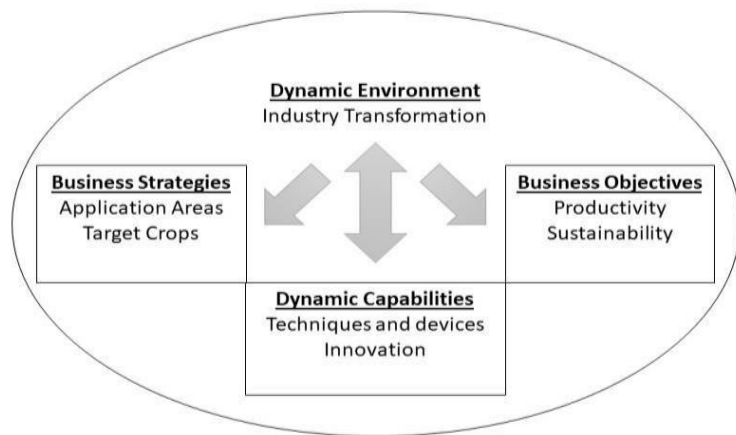 Dynamic Environment
Industry Transformation
Business Strategies
Application Areas
Target Crops
Business Objectives
Productivity
Sustainability
Dynamic Capabilities
Techniques and devices
Innovation